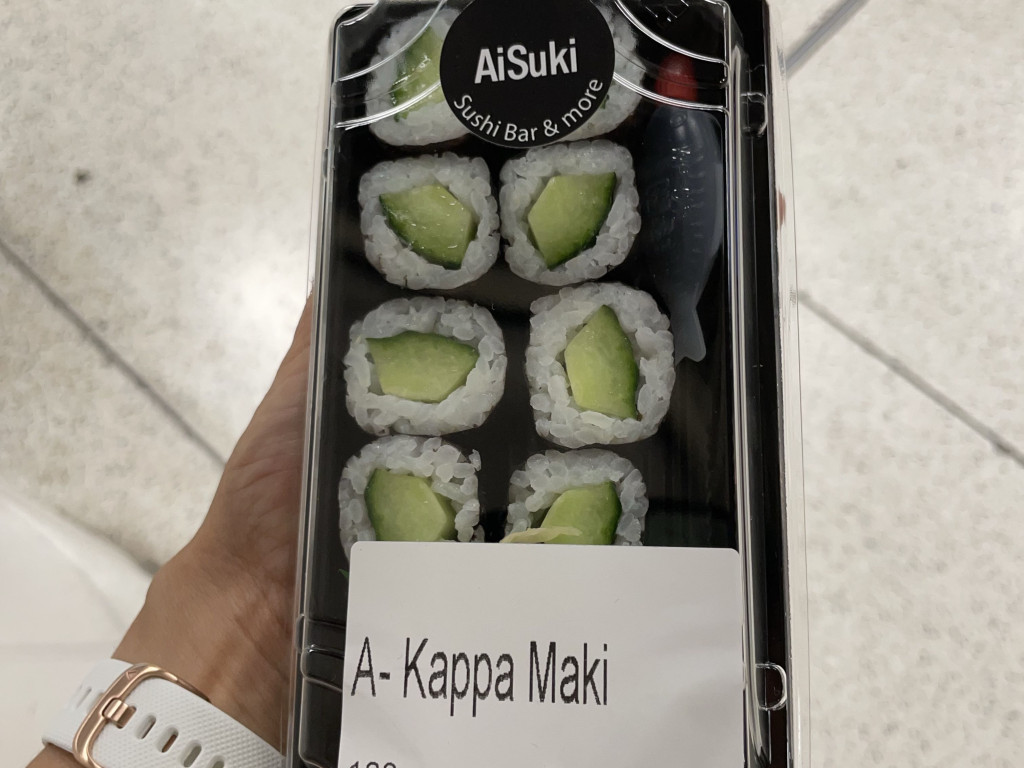 AiSuki
Sushi Bar & more
A- Kappa Maki